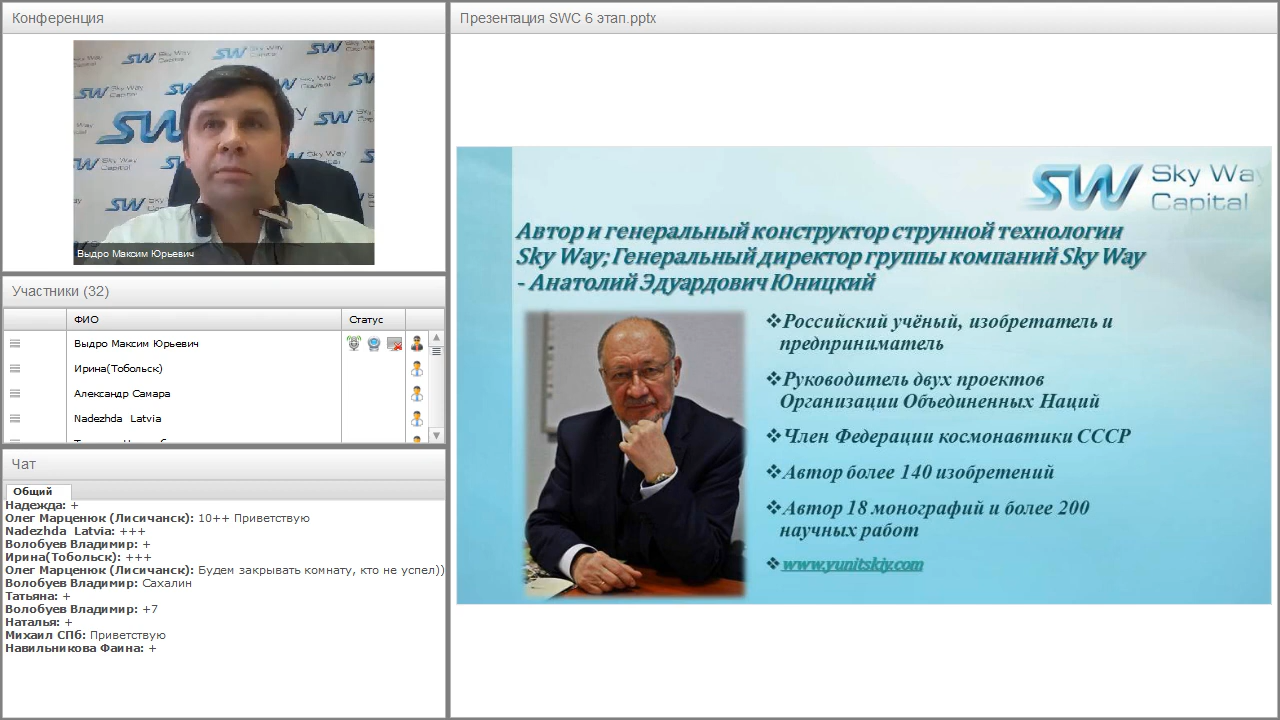 Конференция
SW Sky Way
Capital
Выдро Максим Юрьевич
Участники (32)
ФИО
Статус
Выдро Максим Юрьевич
Ирина(Тобольск)
Александр Самара
Nadezhda Latvia
Чат
Общий
Надежда: +
Олег Марценюк (Лисичанск): 10++ Приветствую
Nadezhda Latvia: +++
Волобуев Владимир: +
Ирина(Тобольск): +++
Олег Марценюк (Лисичанск): Будем закрывать комнату, кто не успел))
Волобуев Владимир: Сахалин
Татьяна: +
Волобуев Владимир: +7
Наталья: +
Михаил СПб: Приветствую
Навильникова Фаина: +
Презентация SWC 6 этап.pptx
SW Sky Way
Capital
Автор и генеральный конструктор струнной технологии
Sky Way; Генеральный директор группы компаний Sky Way
- Анатолий Эдуардович Юницкий
❖Российский учёный, изобретатель и
предприниматель
❖Руководитель двух проектов
Организации Объединенных Наций
❖Член Федерации космонавтики СССР
❖Автор более 140 изобретений
❖Автор 18 монографий и более 200
научных работ
❖www.yunitskiy.com